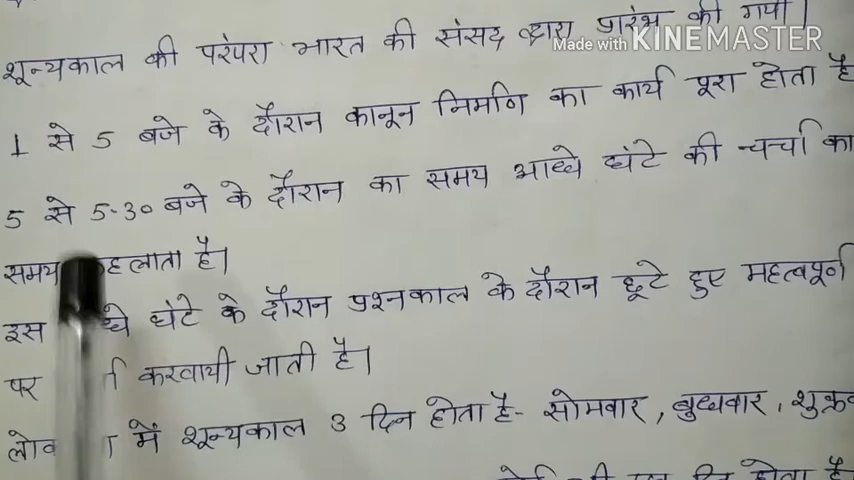 शून्यकाल की परंपरा भारत की संसद द्वारा प्रारंभ की गयी।
Made with KINEMASTER
1 से 5 बजे के दौरान कानून निर्माण का कार्य पूरा होता है
5 से 5-30 बजे के दौरान का समय आध्धे घंटे की चर्चा का
समय हलाता है।
इस ध्धे घंटे के दौरान प्रश्नकाल के दौरान छूटे हुए महत्वपूर्ण
पर करवायी जाती है।
में शून्यकाल 3 दिन होता है- सोमवार, बुधवार,
दिन होता है